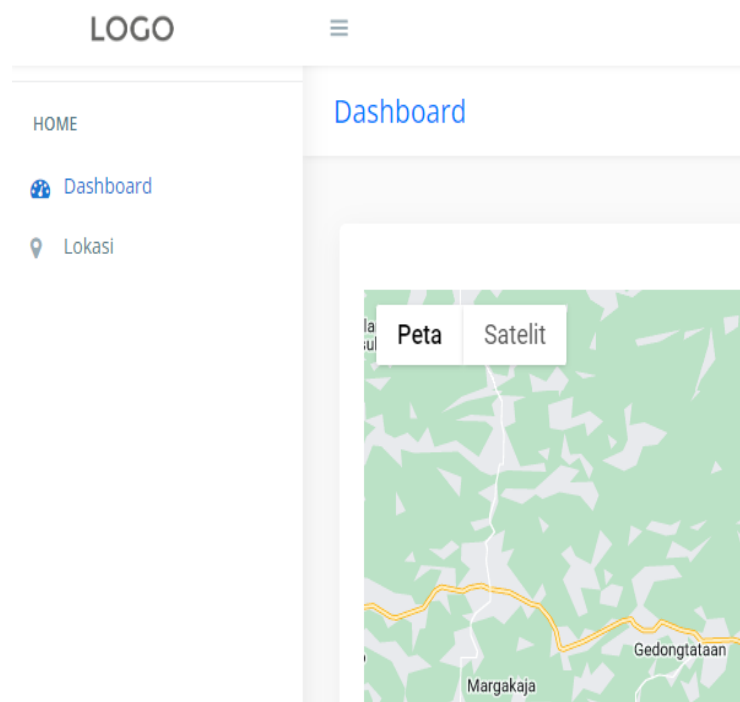 LOGO
Dashboard
HOME
Dashboard
Lokasi
Peta Satelit
Gedongtataan
Margakaja